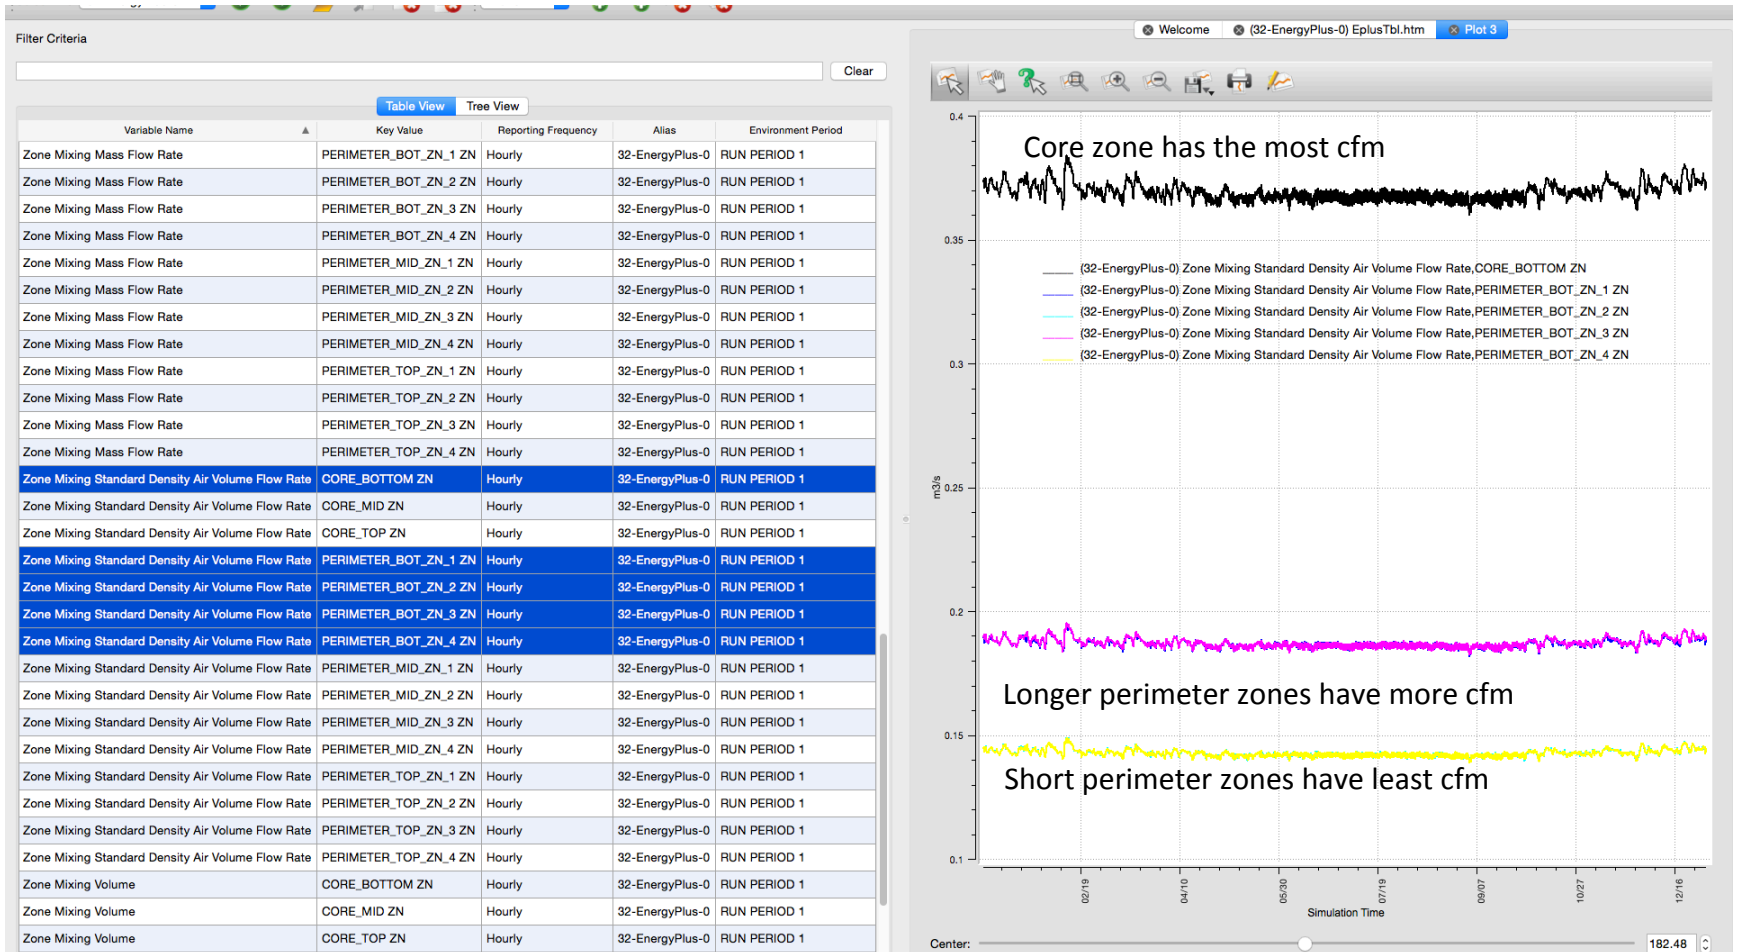 Welcome (32-EnergyPlus-0) EplusTbl.htm Plot 3
Filter Criteria
Clear
Table View Tree View
Variable Name Key Value Reporting Frequency Alias Environment Period
Zone Mixing Mass Flow Rate PERIMETER_BOT_ZN_1 ZN Hourly 32-EnergyPlus-0 RUN PERIOD 1
Zone Mixing Mass Flow Rate PERIMETER_BOT_ZN_2 ZN Hourly 32-EnergyPlus-0 RUN PERIOD 1
Zone Mixing Mass Flow Rate PERIMETER_BOT_ZN_3 ZN Hourly 32-EnergyPlus-0 RUN PERIOD 1
Zone Mixing Mass Flow Rate PERIMETER_BOT_ZN_4 ZN Hourly 32-EnergyPlus-0 RUN PERIOD 1
Zone Mixing Mass Flow Rate PERIMETER_MID_ZN_1 ZN Hourly 32-EnergyPlus-0 RUN PERIOD 1
Zone Mixing Mass Flow Rate PERIMETER_MID_ZN_2 ZN Hourly 32-EnergyPlus-0 RUN PERIOD 1
Zone Mixing Mass Flow Rate PERIMETER_MID_ZN_3 ZN Hourly 32-EnergyPlus-0 RUN PERIOD 1
Zone Mixing Mass Flow Rate PERIMETER_MID_ZN_4 ZN Hourly 32-EnergyPlus-0 RUN PERIOD 1
Zone Mixing Mass Flow Rate PERIMETER_TOP_ZN_1 ZN Hourly 32-EnergyPlus-0 RUN PERIOD 1
Zone Mixing Mass Flow Rate PERIMETER_TOP_ZN_2 ZN Hourly 32-EnergyPlus-0 RUN PERIOD 1
Zone Mixing Mass Flow Rate PERIMETER_TOP_ZN_3 ZN Hourly 32-EnergyPlus-0 RUN PERIOD 1
Zone Mixing Mass Flow Rate PERIMETER_TOP_ZN_4 ZN Hourly 32-EnergyPlus-0 RUN PERIOD 1
Zone Mixing Standard Density Air Volume Flow Rate CORE_BOTTOM ZN Hourly 32-EnergyPlus-0 RUN PERIOD 1
Zone Mixing Standard Density Air Volume Flow Rate CORE_MID ZN Hourly 32-EnergyPlus-0 RUN PERIOD 1
Zone Mixing Standard Density Air Volume Flow Rate CORE_TOP ZN Hourly 32-EnergyPlus-0 RUN PERIOD 1
Zone Mixing Standard Density Air Volume Flow Rate PERIMETER_BOT_ZN_1 ZN Hourly 32-EnergyPlus-0 RUN PERIOD 1
Zone Mixing Standard Density Air Volume Flow Rate PERIMETER_BOT_ZN_2 ZN Hourly 32-EnergyPlus-0 RUN PERIOD 1
Zone Mixing Standard Density Air Volume Flow Rate PERIMETER_BOT_ZN_3 ZN Hourly 32-EnergyPlus-0 RUN PERIOD 1
Zone Mixing Standard Density Air Volume Flow Rate PERIMETER_BOT_ZN_4 ZN Hourly 32-EnergyPlus-0 RUN PERIOD 1
Zone Mixing Standard Density Air Volume Flow Rate PERIMETER_MID_ZN_1 ZN Hourly 32-EnergyPlus-0 RUN PERIOD 1
Zone Mixing Standard Density Air Volume Flow Rate PERIMETER_MID_ZN_2 ZN Hourly 32-EnergyPlus-0 RUN PERIOD 1
Zone Mixing Standard Density Air Volume Flow Rate PERIMETER_MID_ZN_3 ZN Hourly 32-EnergyPlus-0 RUN PERIOD 1
Zone Mixing Standard Density Air Volume Flow Rate PERIMETER_MID_ZN_4 ZN Hourly 32-EnergyPlus-0 RUN PERIOD 1
Zone Mixing Standard Density Air Volume Flow Rate PERIMETER_TOP_ZN_1 ZN Hourly 32-EnergyPlus-0 RUN PERIOD 1
Zone Mixing Standard Density Air Volume Flow Rate PERIMETER_TOP_ZN_2 ZN Hourly 32-EnergyPlus-0 RUN PERIOD 1
Zone Mixing Standard Density Air Volume Flow Rate PERIMETER_TOP_ZN_3 ZN Hourly 32-EnergyPlus-0 RUN PERIOD 1
Zone Mixing Standard Density Air Volume Flow Rate PERIMETER_TOP_ZN_4 ZN Hourly 32-EnergyPlus-0 RUN PERIOD 1
Zone Mixing Volume CORE_BOTTOM ZN Hourly 32-EnergyPlus-0 RUN PERIOD 1
Zone Mixing Volume CORE_MID ZN Hourly 32-EnergyPlus-0 RUN PERIOD 1
Zone Mixing Volume CORE_TOP ZN Hourly 32-EnergyPlus-0 RUN PERIOD 1
0.4
Core zone has the most cfm
0.35
(32-EnergyPlus-0) Zone Mixing Standard Density Air Volume Flow Rate,CORE_BOTTOM ZN
(32-EnergyPlus-0) Zone Mixing Standard Density Air Volume Flow Rate,PERIMETER_BOT_ZN_1 ZN
(32-EnergyPlus-0) Zone Mixing Standard Density Air Volume Flow Rate,PERIMETER_BOT_ZN_2 ZN
(32-EnergyPlus-0) Zone Mixing Standard Density Air Volume Flow Rate,PERIMETER_BOT_ZN_3 ZN
(32-EnergyPlus-0) Zone Mixing Standard Density Air Volume Flow Rate,PERIMETER_BOT_ZN_4 ZN
0.3
m3/s
0.25
0.2
Longer perimeter zones have more cfm
0.15
Short perimeter zones have least cfm
0.1
02/19 04/10 05/30 07/19 09/07 10/27 12/16
Simulation Time
Center: 182.48